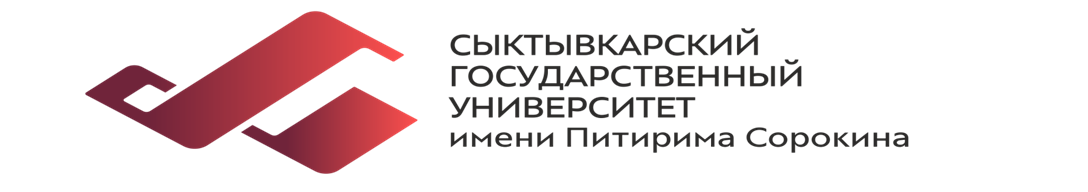 СЫКТЫВКАРСКИЙ
ГОСУДАРСТВЕННЫЙ
УНИВЕРСИТЕТ
имени Питирима Сорокина